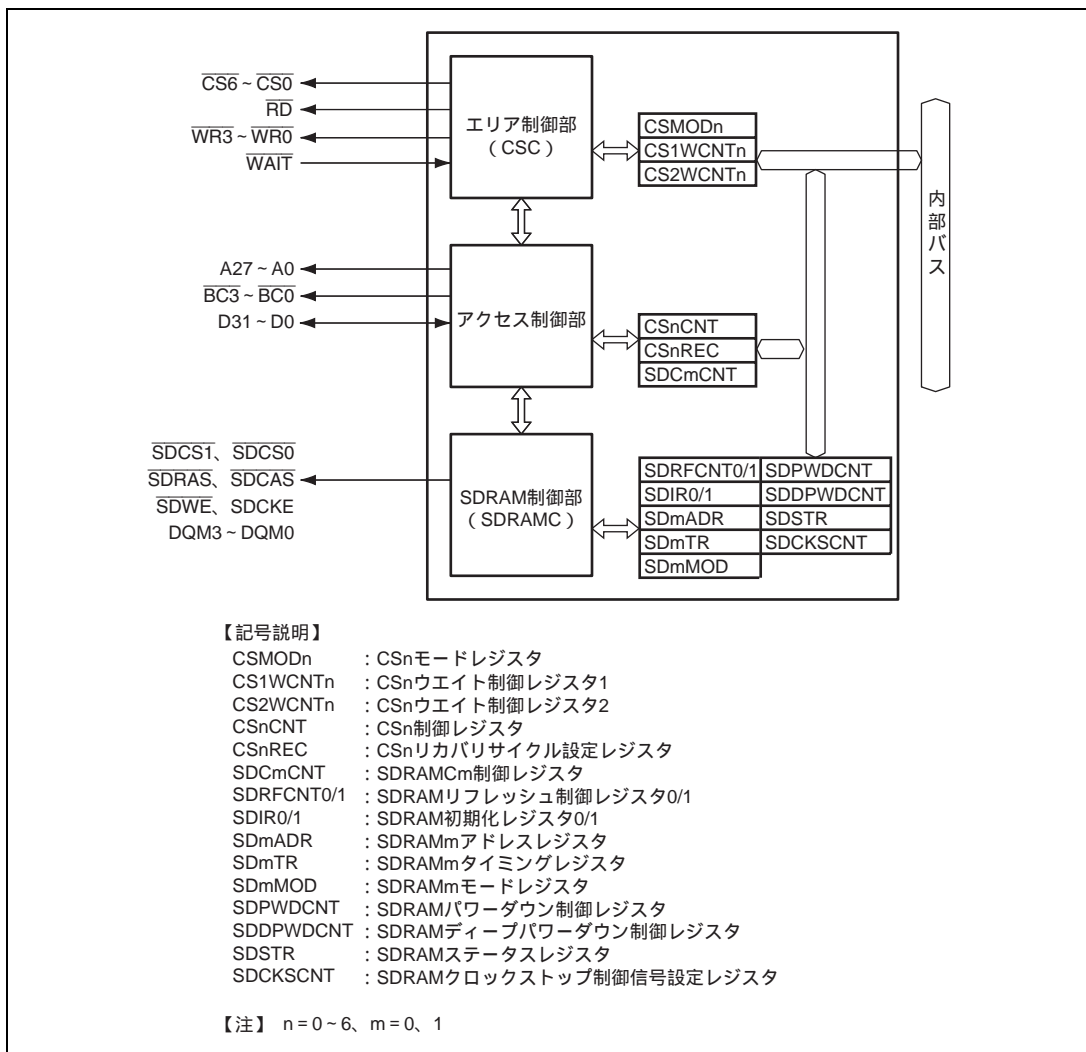 CS6 ~ CS0
RD
WR3 ~ WR0
WAIT
エリア制御部
（CSC）
CSMODn
CS1WCNTn
CS2WCNTn
内部バス
A27 ~ A0
BC3 ~ BC0
D31 ~ D0
アクセス制御部
CSnCNT
CSnREC
SDCmCNT
SDCS1、SDCS0
SDRAS、SDCAS
SDWE、SDCKE
DQM3 ~ DQM0
SDRAM制御部
（SDRAMC）
SDRFCNT0/1 SDPWDCNT
SDIR0/1 SDDPWDCNT
SDmADR SDSTR
SDmTR SDCKSCNT
SDmMOD
【記号説明】
CSMODn ：CSnモードレジスタ
CS1WCNTn ：CSnウエイト制御レジスタ1
CS2WCNTn ：CSnウエイト制御レジスタ2
CSnCNT ：CSn制御レジスタ
CSnREC ：CSnリカバリサイクル設定レジスタ
SDCmCNT ：SDRAMCm制御レジスタ
SDRFCNT0/1 ：SDRAMリフレッシュ制御レジスタ0/1
SDIR0/1 ：SDRAM初期化レジスタ0/1
SDmADR ：SDRAMmアドレスレジスタ
SDmTR ：SDRAMmタイミングレジスタ
SDmMOD ：SDRAMmモードレジスタ
SDPWDCNT ：SDRAMパワーダウン制御レジスタ
SDDPWDCNT ：SDRAMディープパワーダウン制御レジスタ
SDSTR ：SDRAMステータスレジスタ
SDCKSCNT ：SDRAMクロックストップ制御信号設定レジスタ
【注】 n = 0 ~ 6、m = 0、1